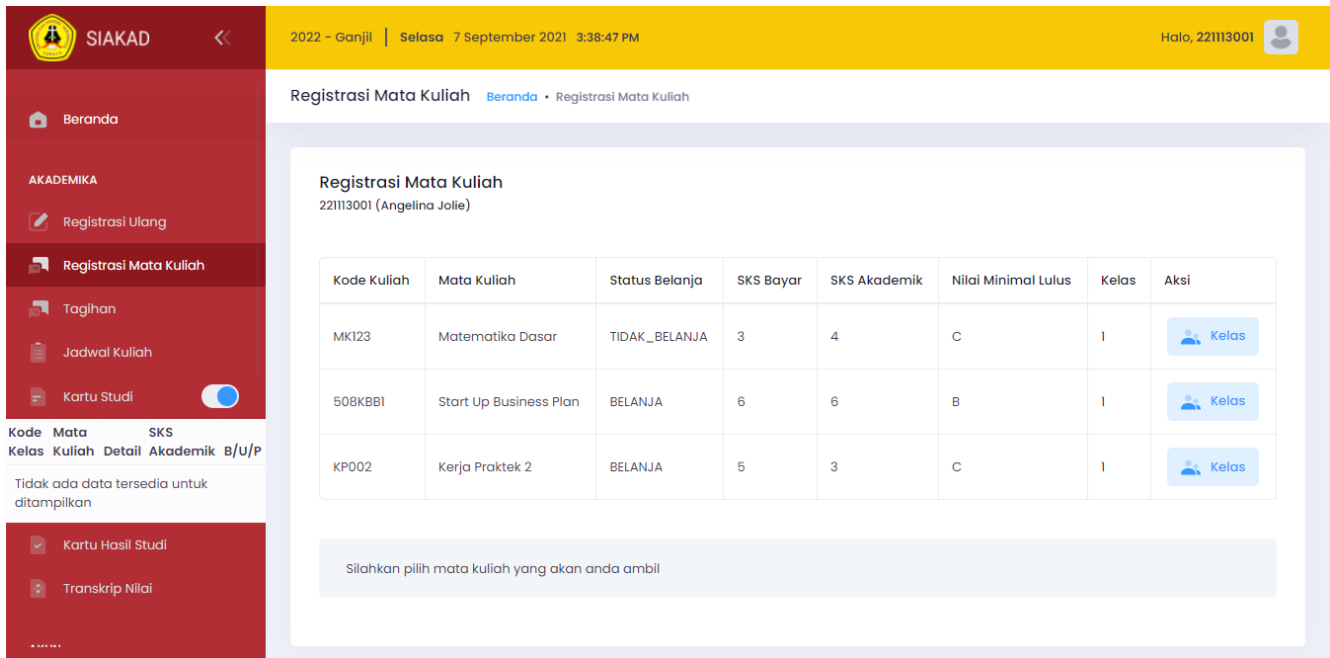 SIAKAD
2022 - Ganjil | Selasa 7 September 2021 3:38:47 PM
Halo, 221113001
Registrasi Mata Kuliah Beranda • Registrasi Mata Kuliah
Beranda
AKADEMIKA
Registrasi Ulang
Registrasi Mata Kuliah
Tagihan
Jadwal Kuliah
Kartu Studi
Kode Mata SKS
Kelas Kuliah Detail Akademik B/U/P
Tidak ada data tersedia untuk
ditampilkan
Kartu Hasil Studi
Transkrip Nilai
Registrasi Mata Kuliah
221113001 (Angelina Jolie)
Kode Kuliah Mata Kuliah Status Belanja SKS Bayar SKS Akademik Nilai Minimal Lulus Kelas Aksi
MK123 Matematika Dasar TIDAK_BELANJA 3 4 C 1 Kelas
508KBB1 Start Up Business Plan BELANJA 6 6 B 1 Kelas
KP002 Kerja Praktek 2 BELANJA 5 3 C 1 Kelas
Silahkan pilih mata kuliah yang akan anda ambil